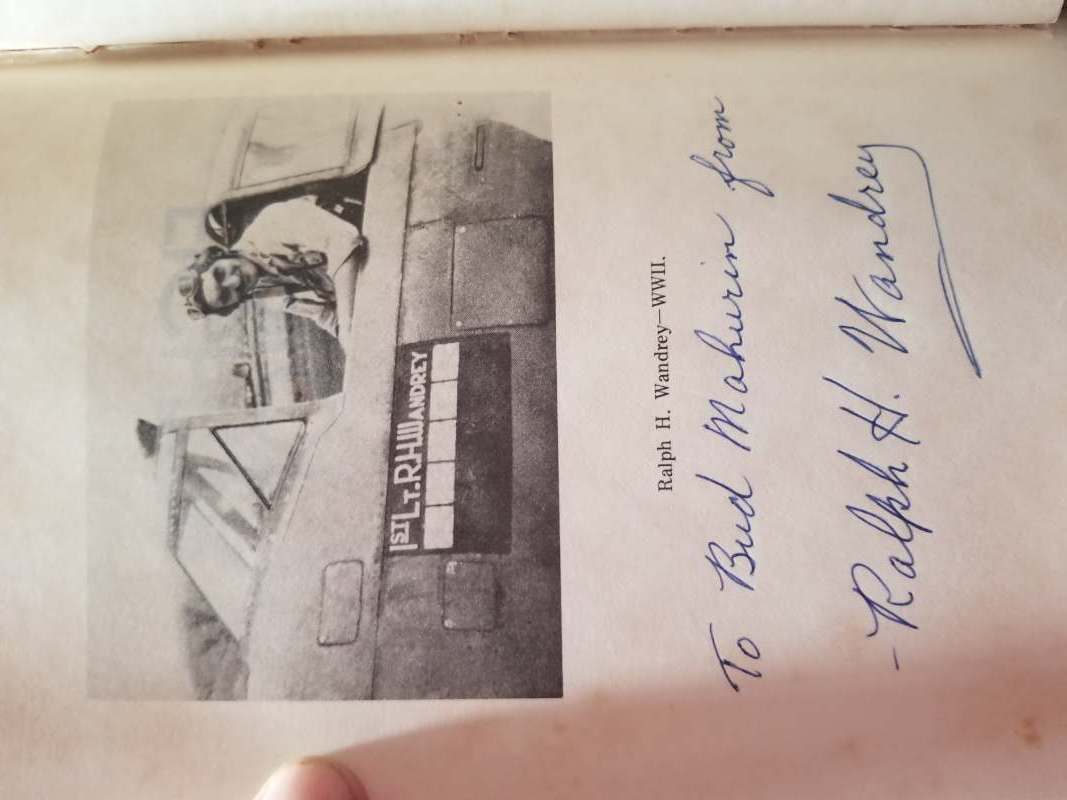 1ST LT. R.H. WANDREY
Ralph H. Wandrey—WWII.
To Bud Mahurin from
- Ralph H. Wandrey